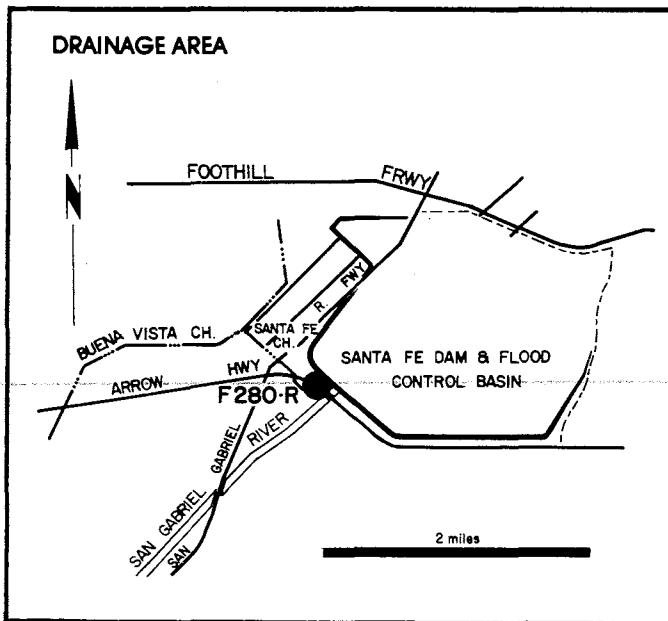 DRAINAGE AREA
N
FOOTHILL FRWY
R. FWY
SANTA FE
CH.
BUENA VISTA CH.
ARROW HWY
SANTA FE DAM & FLOOD
CONTROL BASIN
F280·R
SAN GABRIEL RIVER
SAN GABRIEL
2 miles